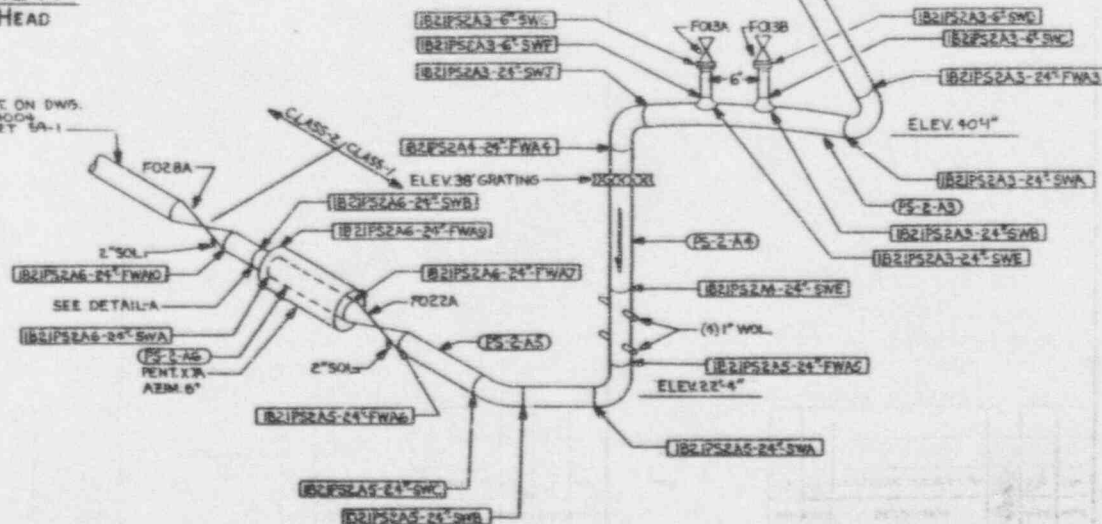 HEAD
E ON DWG.
1B21PS2A3-6"SWF
F013A
F013B
1B21PS2A3-6"SWD
1B21PS2A3-6"SWC
6'
1B21PS2A3-24"SWJ
1B21PS2A3-24"FWA3
ELEV. 40'1"
CLASS-2/CLASS-1
F028A
1B21PS2A4-24"FWA4
ELEV. 38' GRATING
1B21PS2A3-24"SWA
PS-2-A3
1B21PS2A3-24"SWB
1B21PS2A3-24"SWE
1B21PS2A6-24"SWB
1B21PS2A6-24"FWA9
PS-2-A4
2"SOL.
1B21PS2A6-24"FWA10
1B21PS2A6-24"FWA7
SEE DETAIL-A
F022A
1B21PS2A4-24"SWE
1B21PS2A6-24"SWA
(4) 1" WOL.
PS-2-A6
PS-2-A5
PENT. X7A
AZIM. 6°
2"SOL.
1B21PS2A5-24"FWA5
ELEV. 22'-4"
1B21PS2A5-24"FWA6
1B21PS2A5-24"SWA
1B21PS2A5-24"SWC
1B21PS2A5-24"SWB